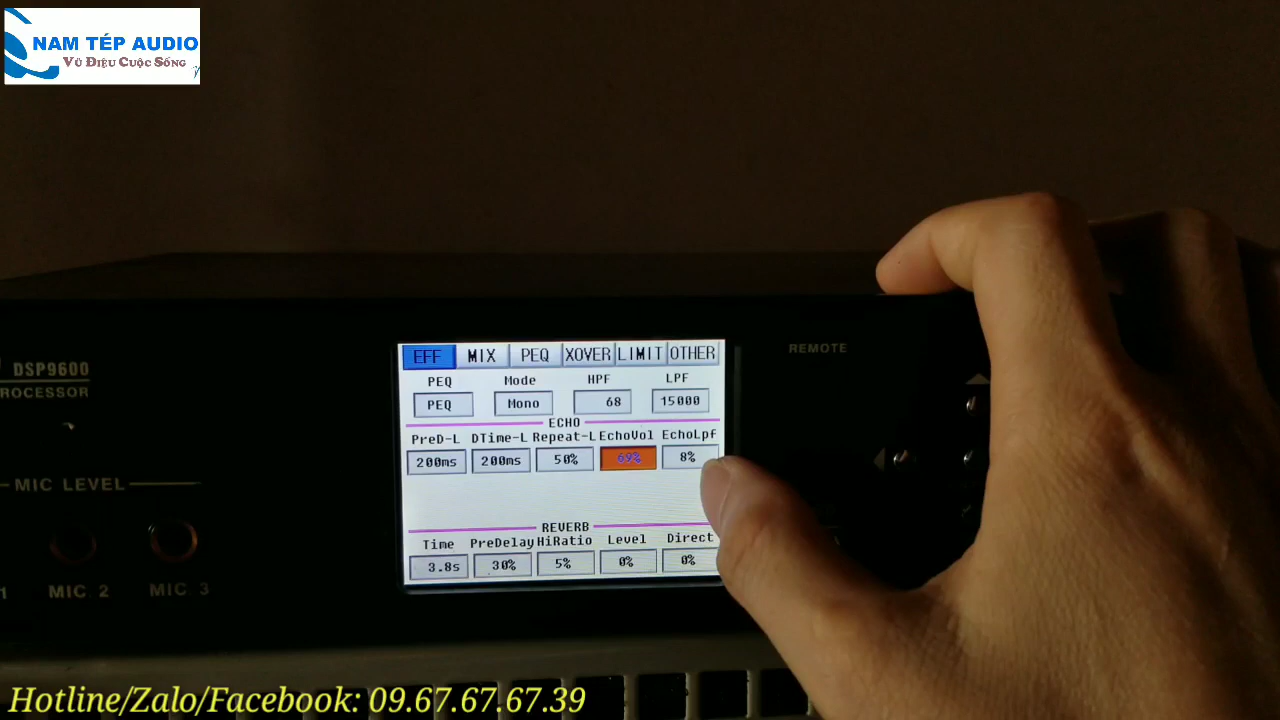 NAM TÉP AUDIO
VŨ ĐIỆU CUỘC SỐNG
DSP9600
ROCESSOR
MIC LEVEL
1 MIC 2 MIC 3
REMOTE
EFF MIX PEQ XOVER LIMIT OTHER
PEQ Mode HPF LPF
PEQ Mono 68 15000
ECHO
PreD-L DTime-L Repeat-L EchoVol EchoLpf
200ms 200ms 50% 69% 8%
REVERB
Time PreDelay HiRatio Level Direct
3.8s 30% 5% 0% 0%
Hotline/Zalo/Facebook: 09.67.67.67.39